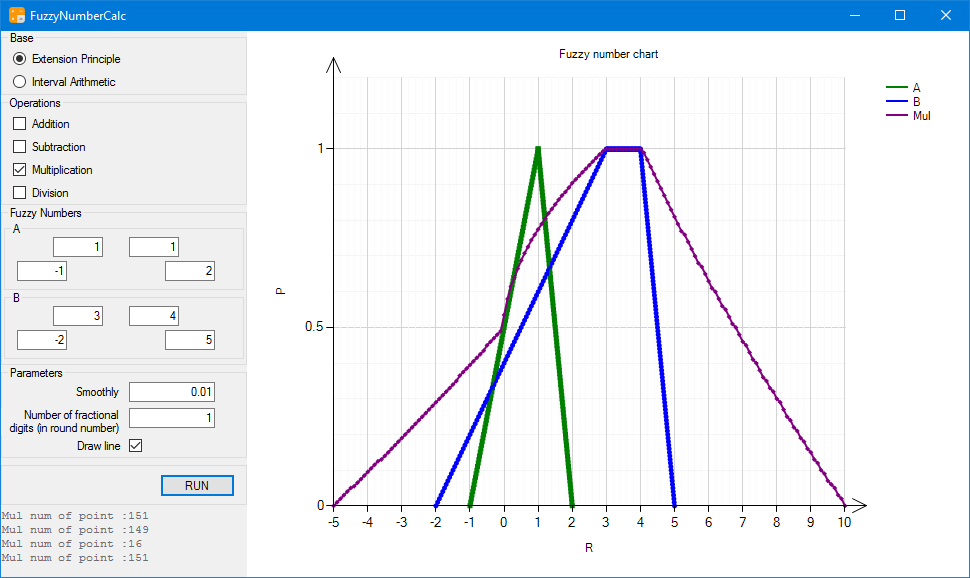 FuzzyNumberCalc
Base
Extension Principle
Interval Arithmetic
Operations
Addition
Subtraction
Multiplication
Division
Fuzzy Numbers
A
1 1
-1 2
B
3 4
-2 5
Parameters
Smoothly 0.01
Number of fractional
digits (in round number) 1
Draw line
RUN
Mul num of point :151
Mul num of point :149
Mul num of point :16
Mul num of point :151
Fuzzy number chart
A
B
Mul
1
0.5
0
P
-5 -4 -3 -2 -1 0 1 2 3 4 5 6 7 8 9 10
R